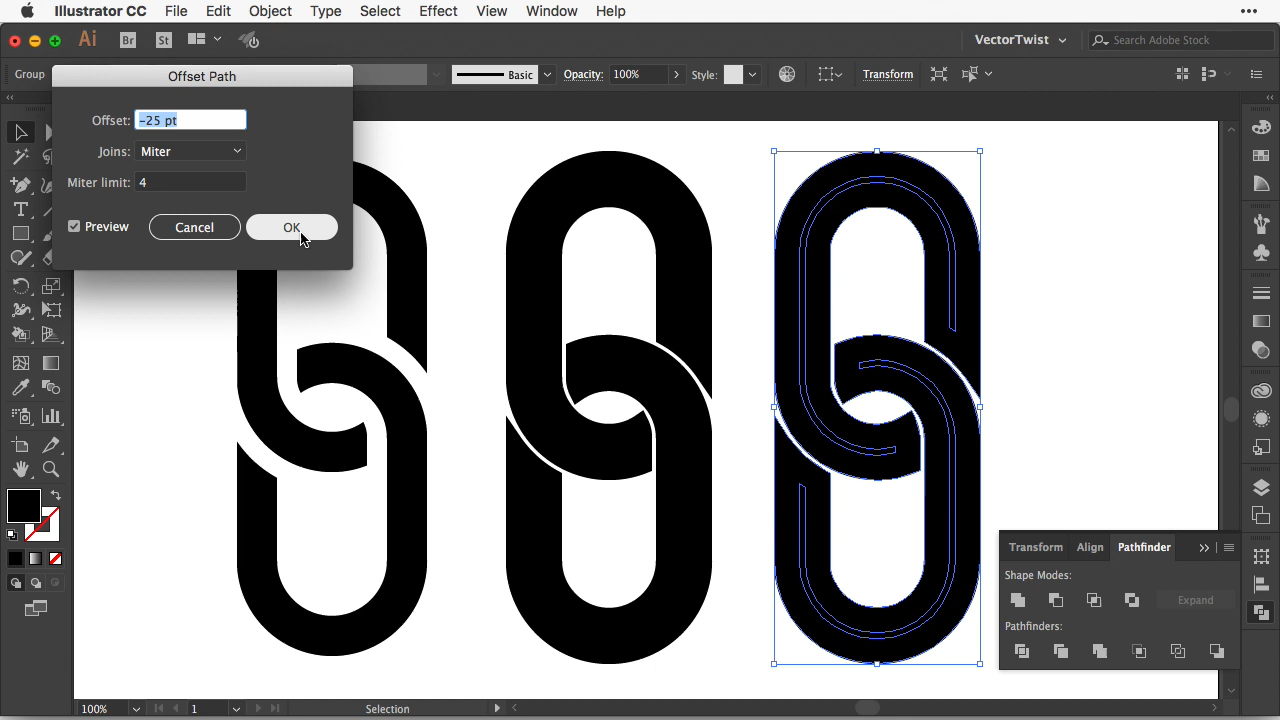 Illustrator CC File Edit Object Type Select Effect View Window Help
Ai Br St VectorTwist Search Adobe Stock
Group Basic Opacity: 100% Style: Transform
Offset Path
Offset: -25 pt
Joins: Miter
Miter limit: 4
Preview Cancel OK
Transform Align Pathfinder
Shape Modes:
Expand
Pathfinders:
100% 1 Selection